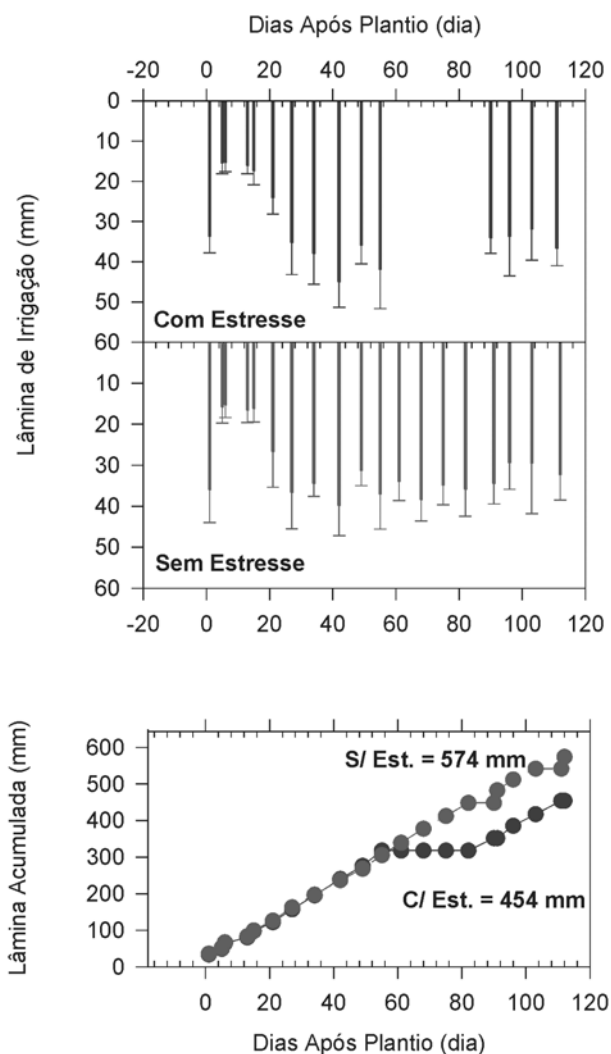 Dias Após Plantio (dia)
-20 0 20 40 60 80 100 120
0
10
20
30
40
50
60
Com Estresse
Lâmina de Irrigação (mm)
10
20
30
40
50
60
Sem Estresse
-20 0 20 40 60 80 100 120
Lâmina Acumulada (mm)
600
500
400
300
200
100
0
S/ Est. = 574 mm
C/ Est. = 454 mm
0 20 40 60 80 100 120
Dias Após Plantio (dia)